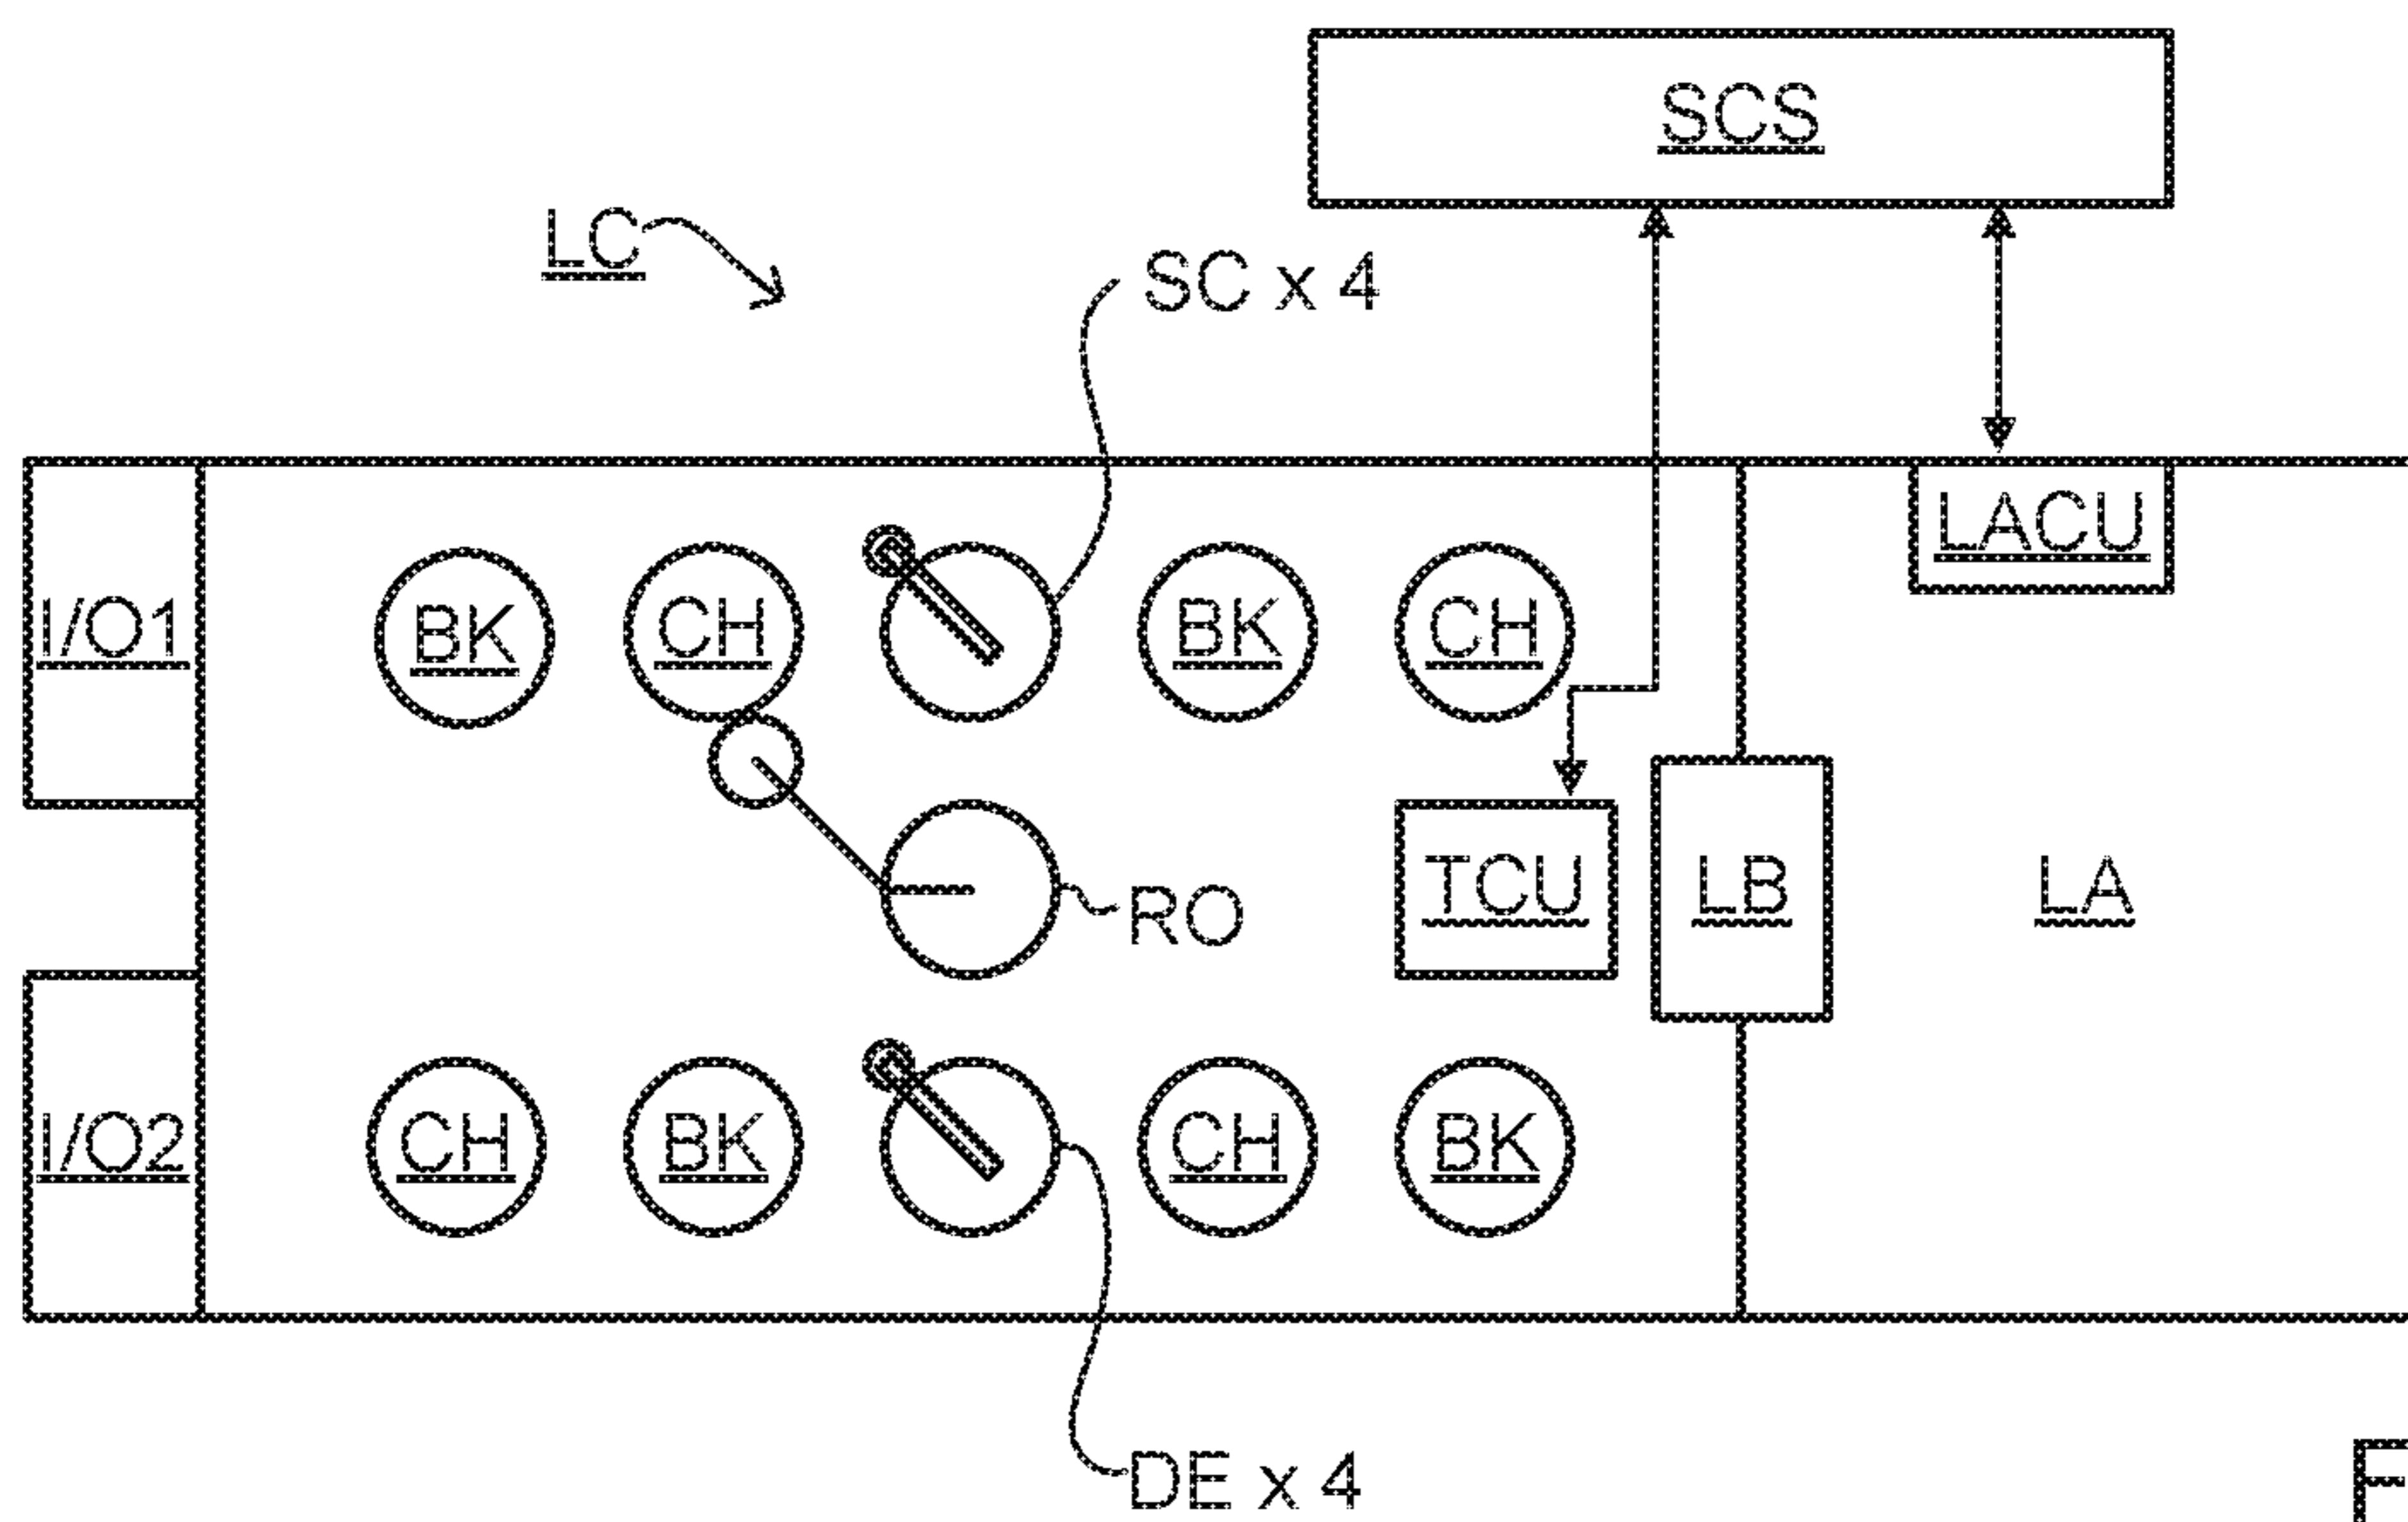 SCS
LC
SC x 4
LACU
I/O1
BK
CH
BK
CH
TCU
LB
LA
RO
I/O2
CH
BK
CH
BK
DE x 4
F